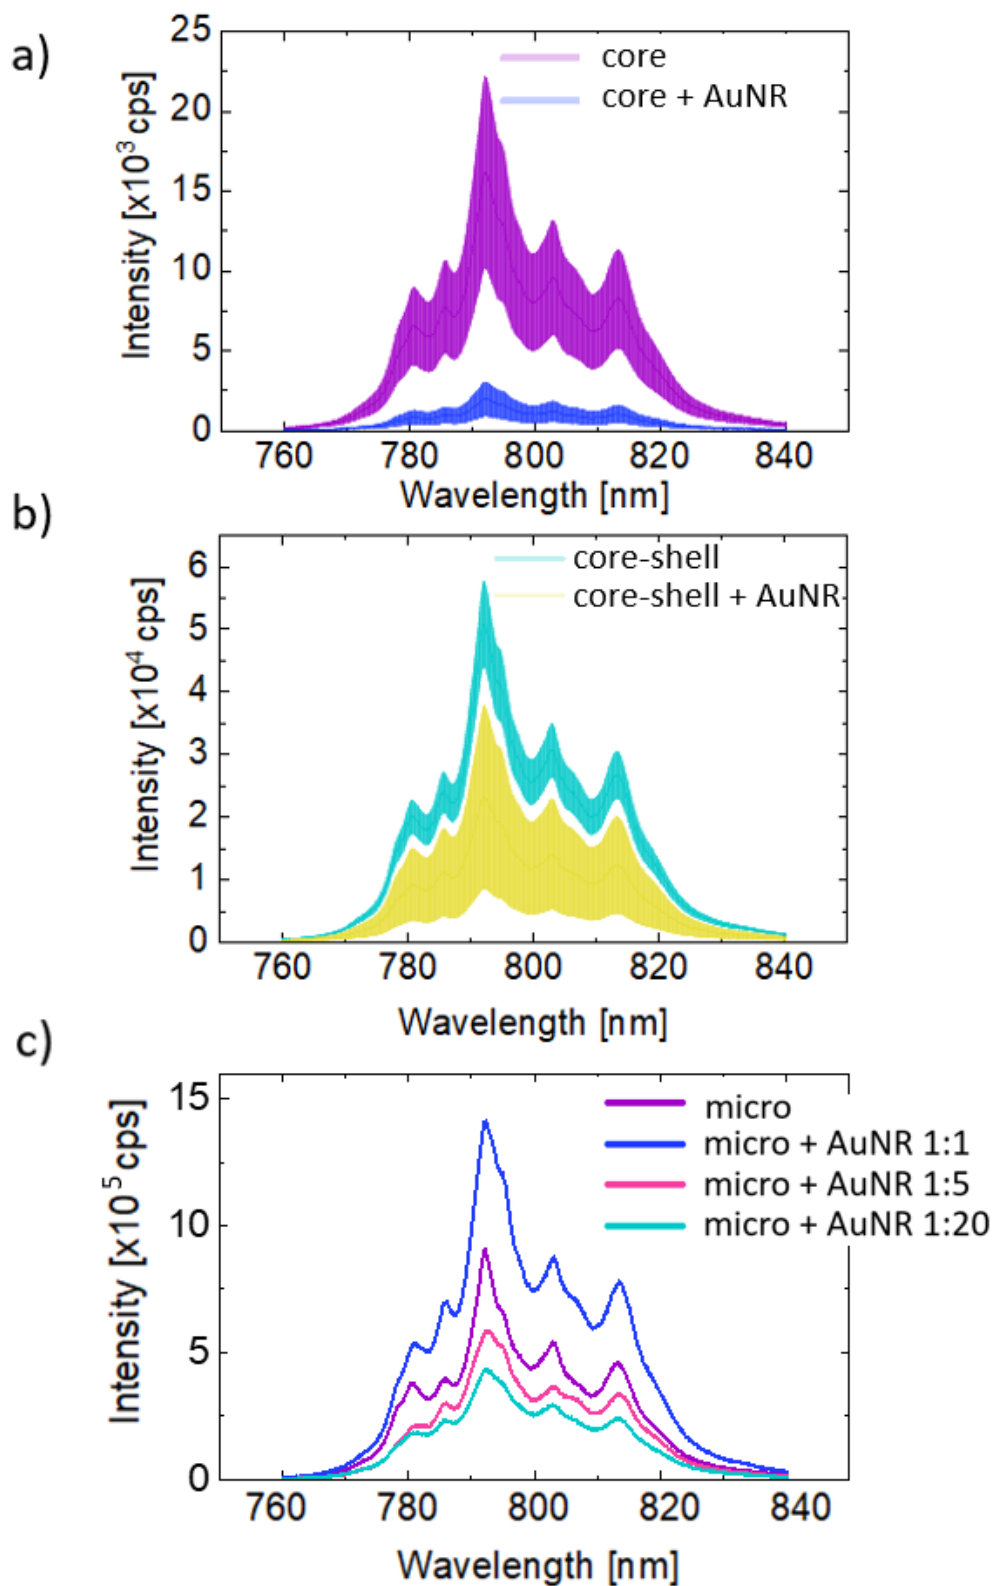 a)
25
20
15
10
5
0
Intensity [x10³ cps]
core
core + AuNR
760 780 800 820 840
Wavelength [nm]
b)
6
5
4
3
2
1
0
Intensity [x10⁴ cps]
core-shell
core-shell + AuNR
760 780 800 820 840
Wavelength [nm]
c)
15
10
5
0
Intensity [x10⁵ cps]
micro
micro + AuNR 1:1
micro + AuNR 1:5
micro + AuNR 1:20
760 780 800 820 840
Wavelength [nm]